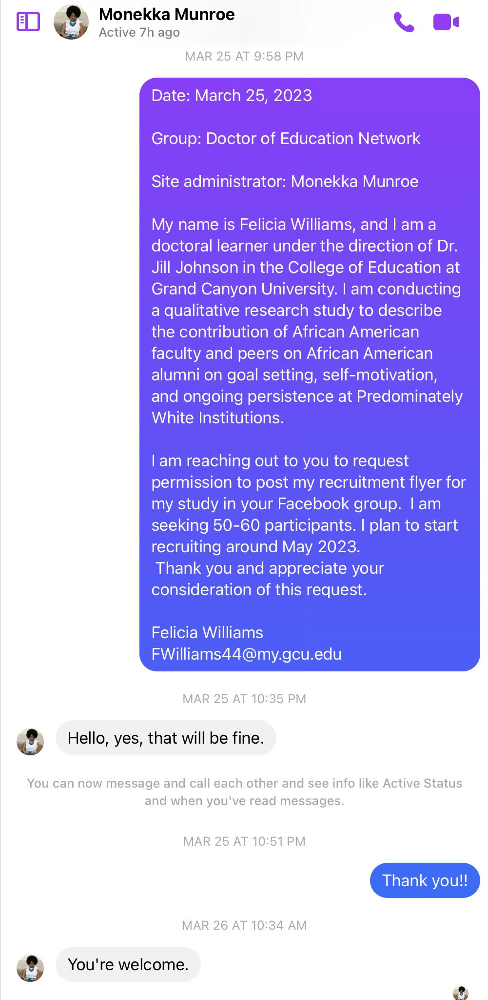 Monekka Munroe
Active 7h ago
MAR 25 AT 9:58 PM
Date: March 25, 2023
Group: Doctor of Education Network
Site administrator: Monekka Munroe
My name is Felicia Williams, and I am a
doctoral learner under the direction of Dr.
Jill Johnson in the College of Education at
Grand Canyon University. I am conducting
a qualitative research study to describe
the contribution of African American
faculty and peers on African American
alumni on goal setting, self-motivation,
and ongoing persistence at Predominately
White Institutions.
I am reaching out to you to request
permission to post my recruitment flyer for
my study in your Facebook group.  I am
seeking 50-60 participants. I plan to start
recruiting around May 2023.
Thank you and appreciate your
consideration of this request.
Felicia Williams
FWilliams44@my.gcu.edu
MAR 25 AT 10:35 PM
Hello, yes, that will be fine.
You can now message and call each other and see info like Active Status
and when you've read messages.
MAR 25 AT 10:51 PM
Thank you!!
MAR 26 AT 10:34 AM
You're welcome.